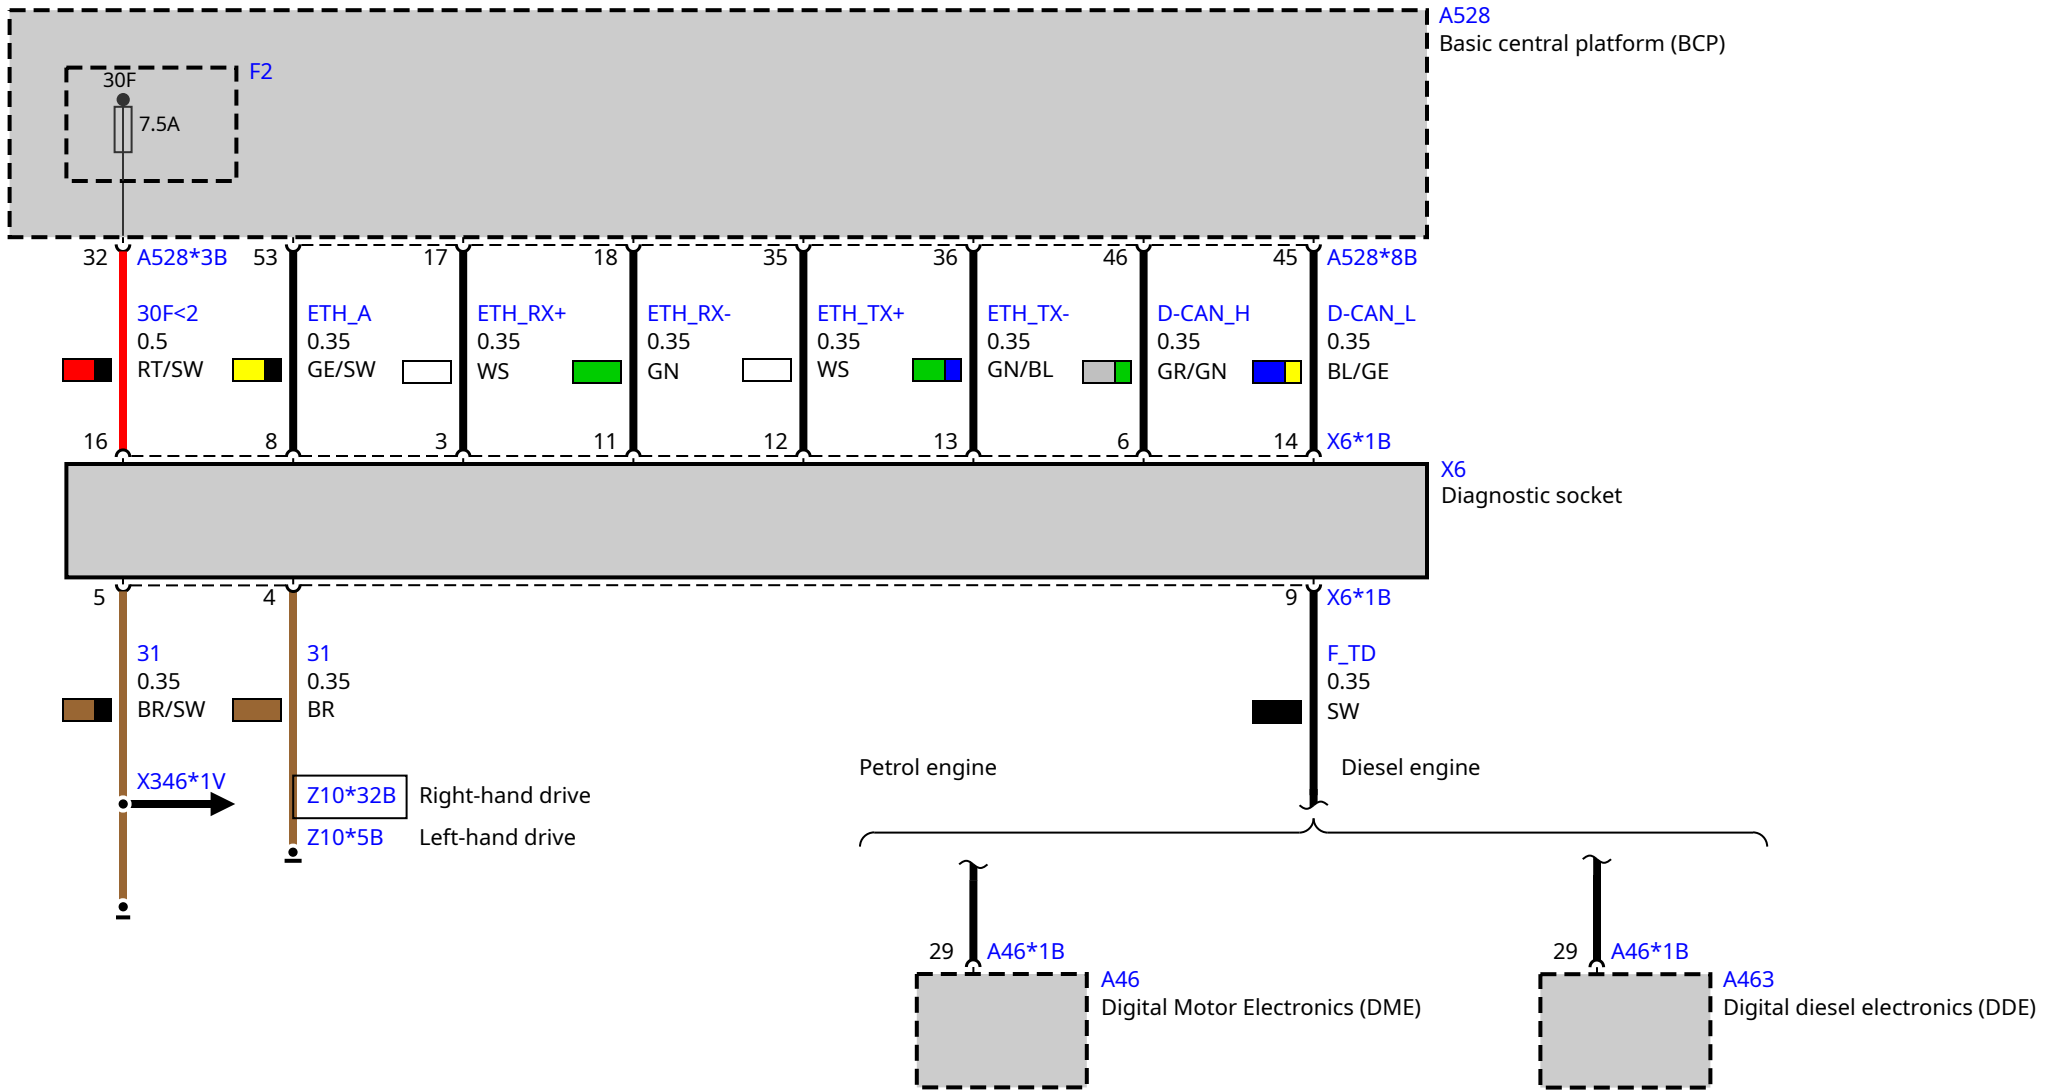 A528
Basic central platform (BCP)
F2
30F
7.5A
32 A528*3B 53 17 18 35 36 46 45 A528*8B
30F<2 ETH_A ETH_RX+ ETH_RX- ETH_TX+ ETH_TX- D-CAN_H D-CAN_L
0.5 0.35 0.35 0.35 0.35 0.35 0.35 0.35
RT/SW GE/SW WS GN WS GN/BL GR/GN BL/GE
16 8 3 11 12 13 6 14 X6*1B
X6
Diagnostic socket
5 4 9 X6*1B
31 31 F_TD
0.35 0.35 0.35
BR/SW BR SW
Petrol engine Diesel engine
X346*1V
Z10*32B Right-hand drive
Z10*5B Left-hand drive
29 A46*1B 29 A46*1B
A46 A463
Digital Motor Electronics (DME) Digital diesel electronics (DDE)